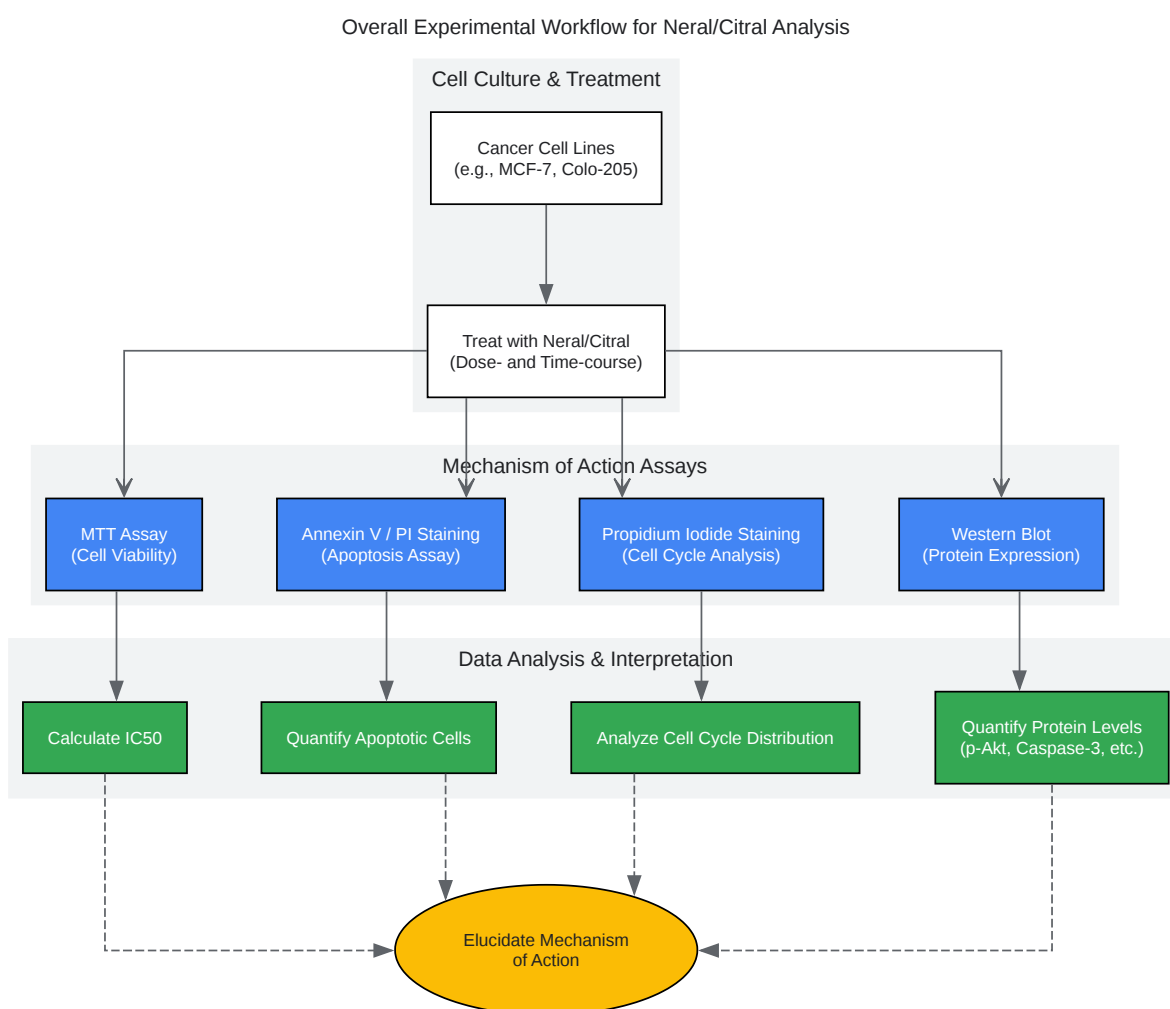 Overall Experimental Workflow for Neral/Citral Analysis
Cell Culture & Treatment
Cancer Cell Lines
(e.g., MCF-7, Colo-205)
Treat with Neral/Citral
(Dose- and Time-course)
Mechanism of Action Assays
MTT Assay
(Cell Viability)
Annexin V / PI Staining
(Apoptosis Assay)
Propidium Iodide Staining
(Cell Cycle Analysis)
Western Blot
(Protein Expression)
Data Analysis & Interpretation
Calculate IC50
Quantify Apoptotic Cells
Analyze Cell Cycle Distribution
Quantify Protein Levels
(p-Akt, Caspase-3, etc.)
Elucidate Mechanism
of Action